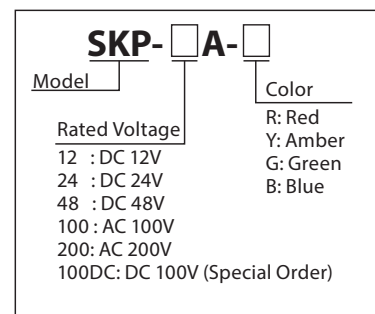 SKP-□A-□
Model
Color
R: Red
Y: Amber
G: Green
B: Blue
Rated Voltage
12 : DC 12V
24 : DC 24V
48 : DC 48V
100 : AC 100V
200: AC 200V
100DC: DC 100V (Special Order)